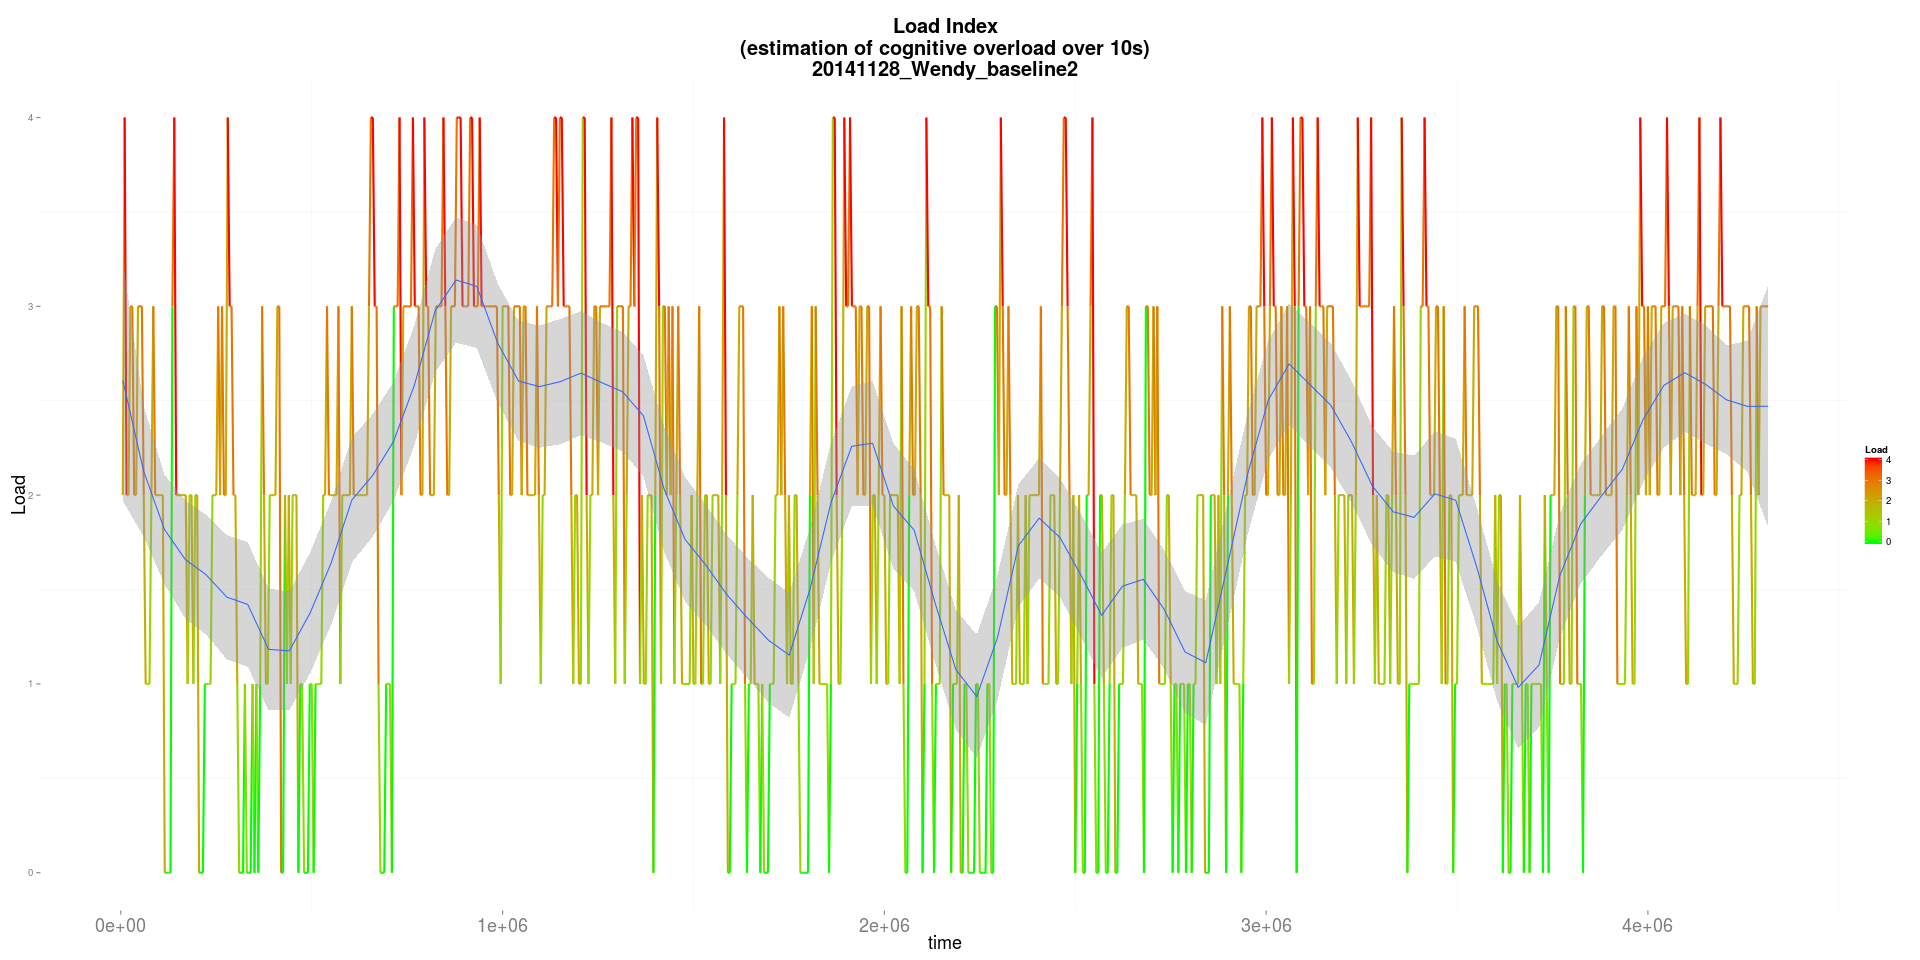 Load Index
(estimation of cognitive overload over 10s)
20141128_Wendy_baseline2
Load
4
3
2
1
0
0e+00
1e+06
2e+06
3e+06
4e+06
time
Load
4
3
2
1
0